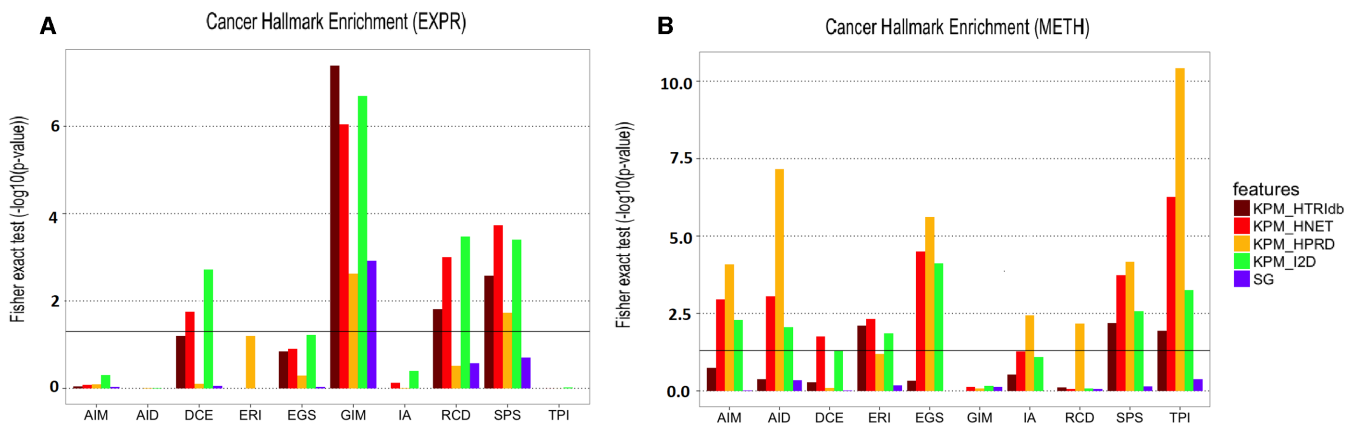 A
Cancer Hallmark Enrichment (EXPR)
Fisher exact test (-log10(p-value))
6
4
2
0
AIM AID DCE ERI EGS GIM IA RCD SPS TPI
B
Cancer Hallmark Enrichment (METH)
Fisher exact test (-log10(p-value))
10.0
7.5
5.0
2.5
0.0
AIM AID DCE ERI EGS GIM IA RCD SPS TPI
features
KPM_HTRIdb
KPM_HNET
KPM_HPRD
KPM_I2D
SG